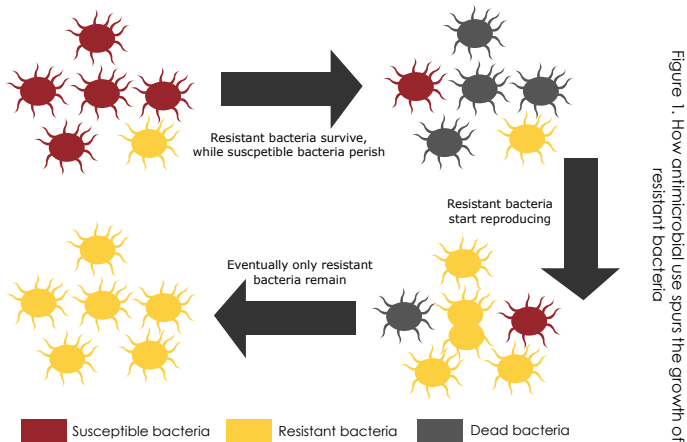 Resistant bacteria survive,
while suscpetible bacteria perish
Resistant bacteria
start reproducing
Eventually only resistant
bacteria remain
Susceptible bacteria
Resistant bacteria
Dead bacteria
Figure 1. How antimicrobial use spurs the growth of
resistant bacteria